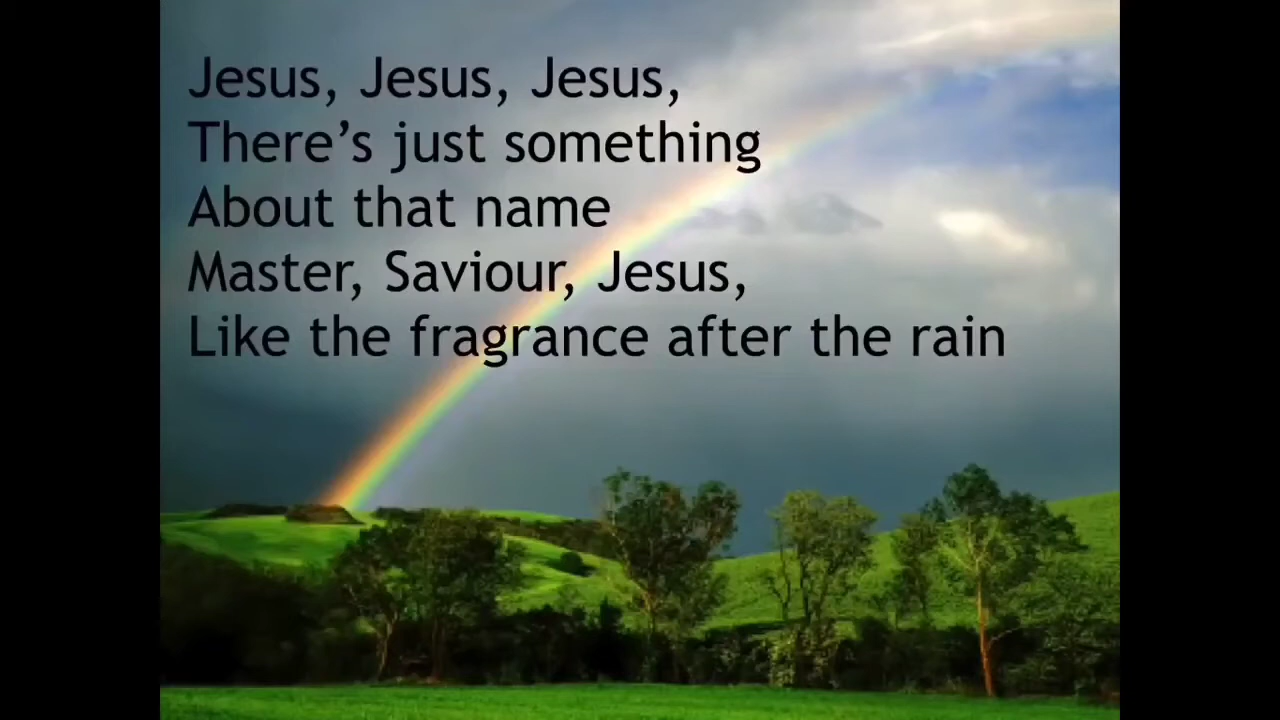 Jesus, Jesus, Jesus,
There’s just something
About that name
Master, Saviour, Jesus,
Like the fragrance after the rain